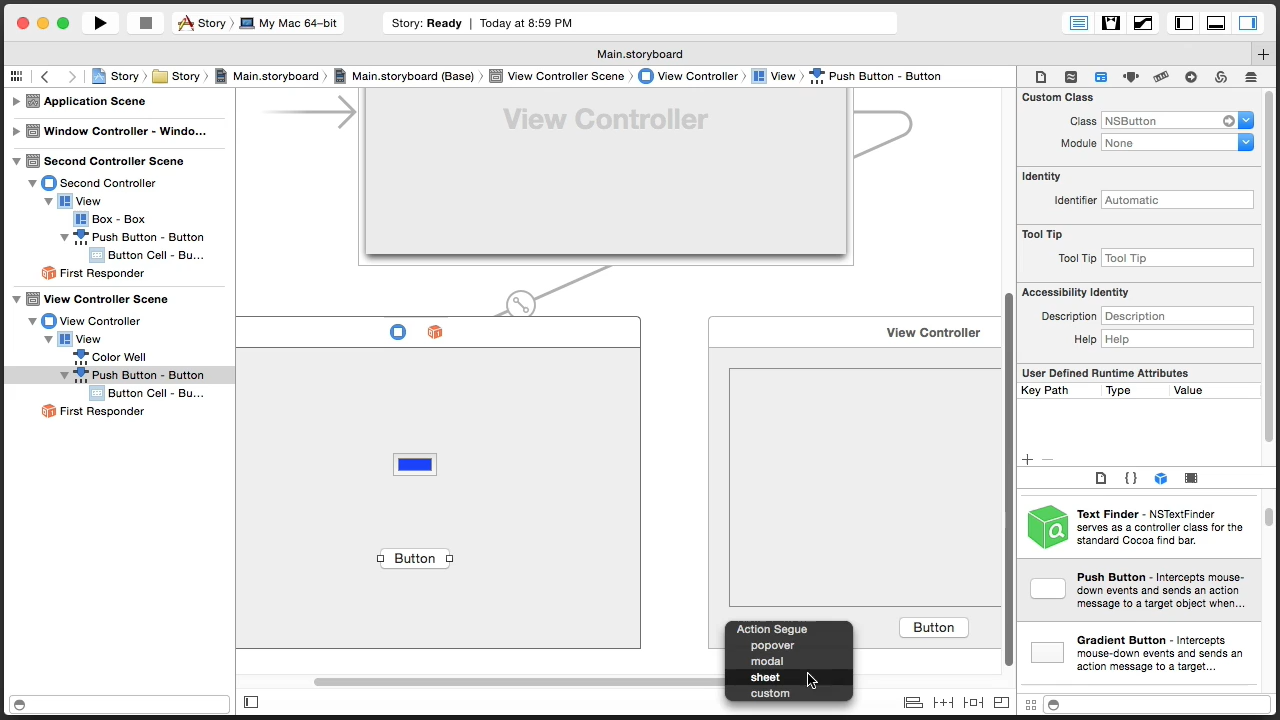 Story
My Mac 64-bit
Story: Ready | Today at 8:59 PM
Main.storyboard
Story
Story
Main.storyboard
Main.storyboard (Base)
View Controller Scene
View Controller
View
Push Button - Button
Application Scene
Window Controller - Windo...
Second Controller Scene
Second Controller
View
Box - Box
Push Button - Button
Button Cell - Bu...
First Responder
View Controller Scene
View Controller
View
Color Well
Push Button - Button
Button Cell - Bu...
First Responder
View Controller
View Controller
Button
Button
Action Segue
popover
modal
sheet
custom
Custom Class
Class NSButton
Module None
Identity
Identifier Automatic
Tool Tip
Tool Tip Tool Tip
Accessibility Identity
Description Description
Help Help
User Defined Runtime Attributes
Key Path Type Value
Text Finder - NSTextFinder
serves as a controller class for the
standard Cocoa find bar.
Push Button - Intercepts mouse-
down events and sends an action
message to a target object when...
Gradient Button - Intercepts
mouse-down events and sends an
action message to a target...